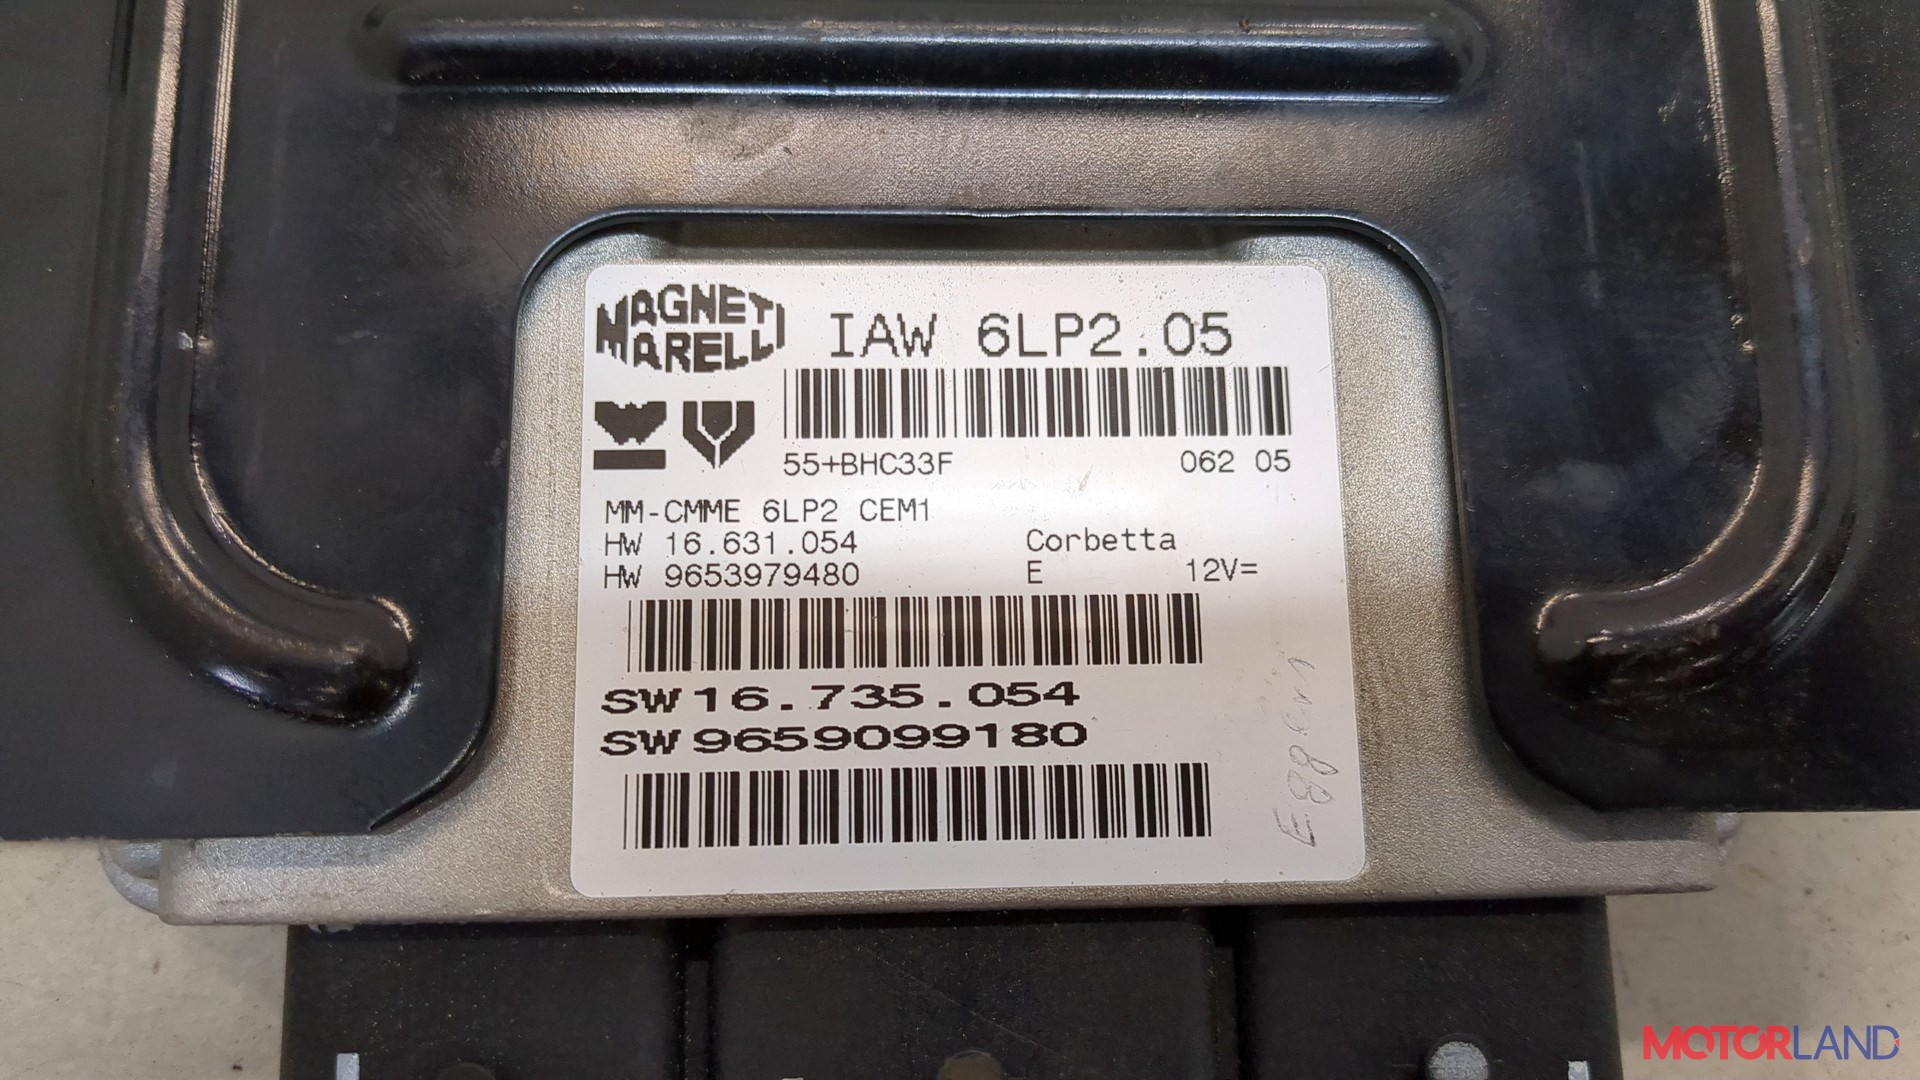 MAGNETI
MARELLI
IAW 6LP2.05
55+BHC33F 062 05
MM-CMME 6LP2 CEM1
HW 16.631.054 Corbetta
HW 9653979480 E 12V=
SW 16.735.054
SW 9659099180
MOTORLAND